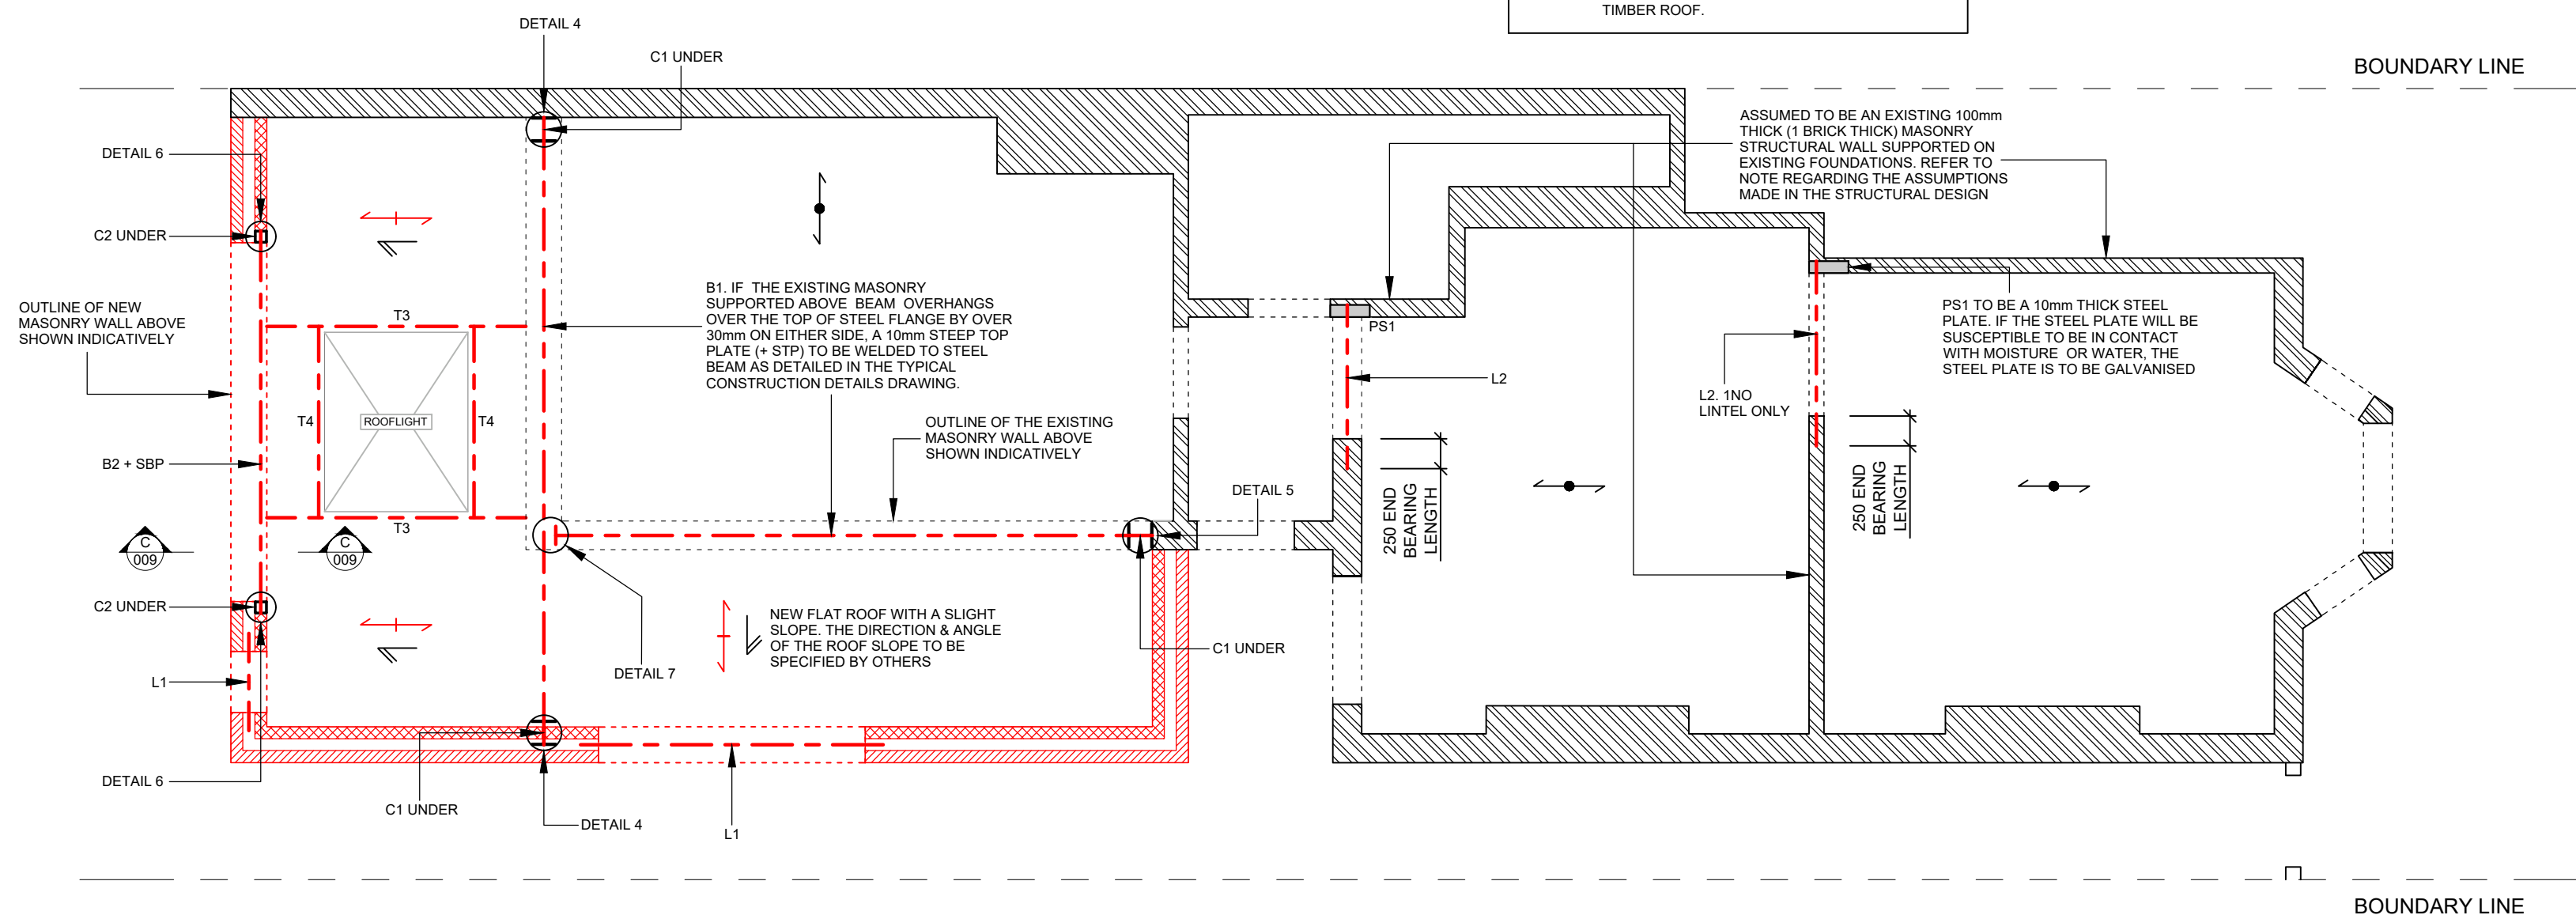 TIMBER ROOF.
DETAIL 4
C1 UNDER
BOUNDARY LINE
ASSUMED TO BE AN EXISTING 100mm
THICK (1 BRICK THICK) MASONRY
STRUCTURAL WALL SUPPORTED ON
EXISTING FOUNDATIONS. REFER TO
NOTE REGARDING THE ASSUMPTIONS
MADE IN THE STRUCTURAL DESIGN
DETAIL 6
C2 UNDER
OUTLINE OF NEW
MASONRY WALL ABOVE
SHOWN INDICATIVELY
T3
T4
ROOFLIGHT
T4
T3
B1. IF THE EXISTING MASONRY
SUPPORTED ABOVE BEAM OVERHANGS
OVER THE TOP OF STEEL FLANGE BY OVER
30mm ON EITHER SIDE, A 10mm STEEP TOP
PLATE (+ STP) TO BE WELDED TO STEEL
BEAM AS DETAILED IN THE TYPICAL
CONSTRUCTION DETAILS DRAWING.
OUTLINE OF THE EXISTING
MASONRY WALL ABOVE
SHOWN INDICATIVELY
PS1
L2
PS1 TO BE A 10mm THICK STEEL
PLATE. IF THE STEEL PLATE WILL BE
SUSCEPTIBLE TO BE IN CONTACT
WITH MOISTURE OR WATER, THE
STEEL PLATE IS TO BE GALVANISED
L2. 1NO
LINTEL ONLY
250 END
BEARING
LENGTH
250 END
BEARING
LENGTH
B2 + SBP
DETAIL 5
C
009
C
009
C2 UNDER
NEW FLAT ROOF WITH A SLIGHT
SLOPE. THE DIRECTION & ANGLE
OF THE ROOF SLOPE TO BE
SPECIFIED BY OTHERS
C1 UNDER
DETAIL 7
L1
DETAIL 6
C1 UNDER
DETAIL 4
L1
BOUNDARY LINE